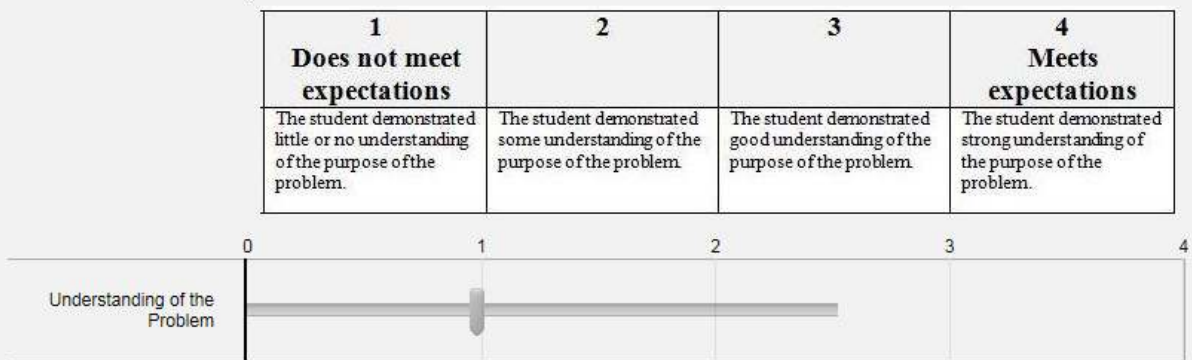 1
Does not meet
expectations
2
3
4
Meets
expectations
The student demonstrated
little or no understanding
of the purpose of the
problem.
The student demonstrated
some understanding of the
purpose of the problem.
The student demonstrated
good understanding of the
purpose of the problem.
The student demonstrated
strong understanding of
the purpose of the
problem.
0 1 2 3 4
Understanding of the
Problem